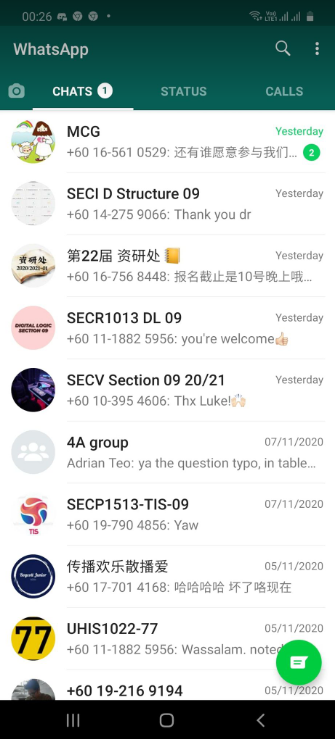 00:26
WhatsApp
CHATS 1 STATUS CALLS
MCG Yesterday
+60 16-561 0529: 还有谁愿意参与我们... 2
SECI D Structure 09 Yesterday
+60 14-275 9066: Thank you dr
第22届 资研处📒 Yesterday
+60 16-756 8448: 报名截止是10号晚上哦...
SECR1013 DL 09 Yesterday
+60 11-1882 5956: you're welcome👍🏻
SECV Section 09 20/21 Yesterday
+60 10-395 4606: Thx Luke!🙌🏻
4A group 07/11/2020
Adrian Teo: ya the question typo, in table...
SECP1513-TIS-09 07/11/2020
+60 19-790 4856: Yaw
传播欢乐散播爱 05/11/2020
+60 17-701 4168: 哈哈哈哈 坏了咯现在
UHIS1022-77 05/11/2020
+60 11-1882 5956: Wassalam. noted
+60 19-216 9194 05/11/2020
资研处
2020/2021
DIGITAL LOGIC
SECTION 09
TIS
77